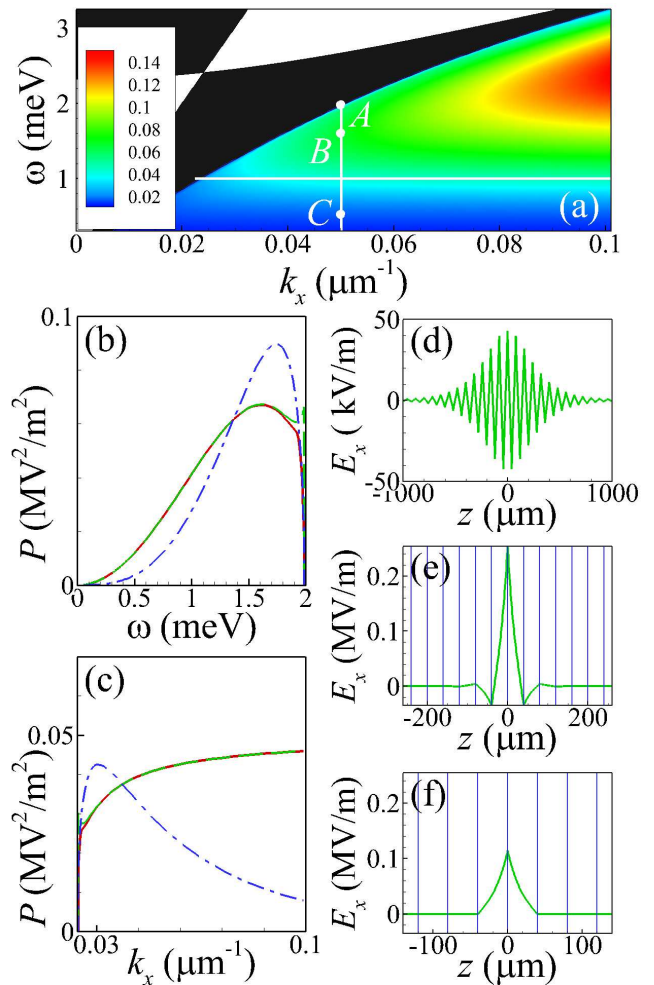 3
2
1
ω (meV)
0.14
0.12
0.10
0.08
0.06
0.04
0.02
A
B
C
(a)
0 0.02 0.04 0.06 0.08 0.1
kₓ (μm⁻¹)
0.1
(b)
P (MV²/m²)
0
0 0.5 1 1.5 2
ω (meV)
(c)
0.05
P (MV²/m²)
0
0.03 0.1
kₓ (μm⁻¹)
50
(d)
Eₓ ( kV/m)
0
-50
-1000 0 1000
z (μm)
(e)
0.2
0.1
0
Eₓ (MV/m)
-200 0 200
z (μm)
(f)
0.2
0.1
0
Eₓ (MV/m)
-100 0 100
z (μm)